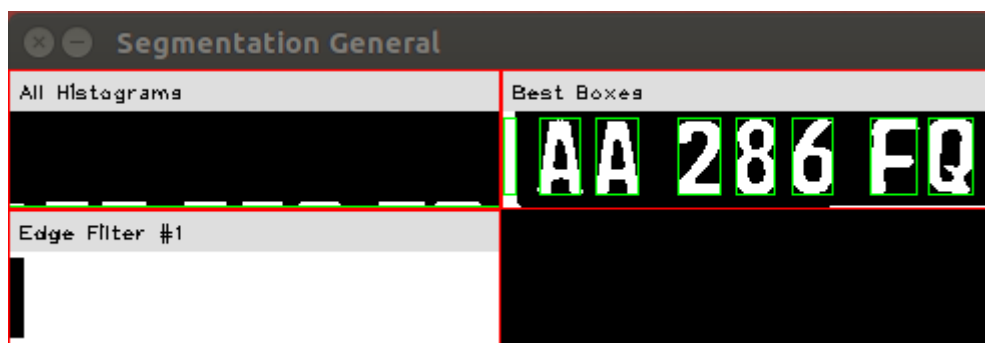 Segmentation General
All Histograms
Best Boxes
AA 286 FQ
Edge Filter #1